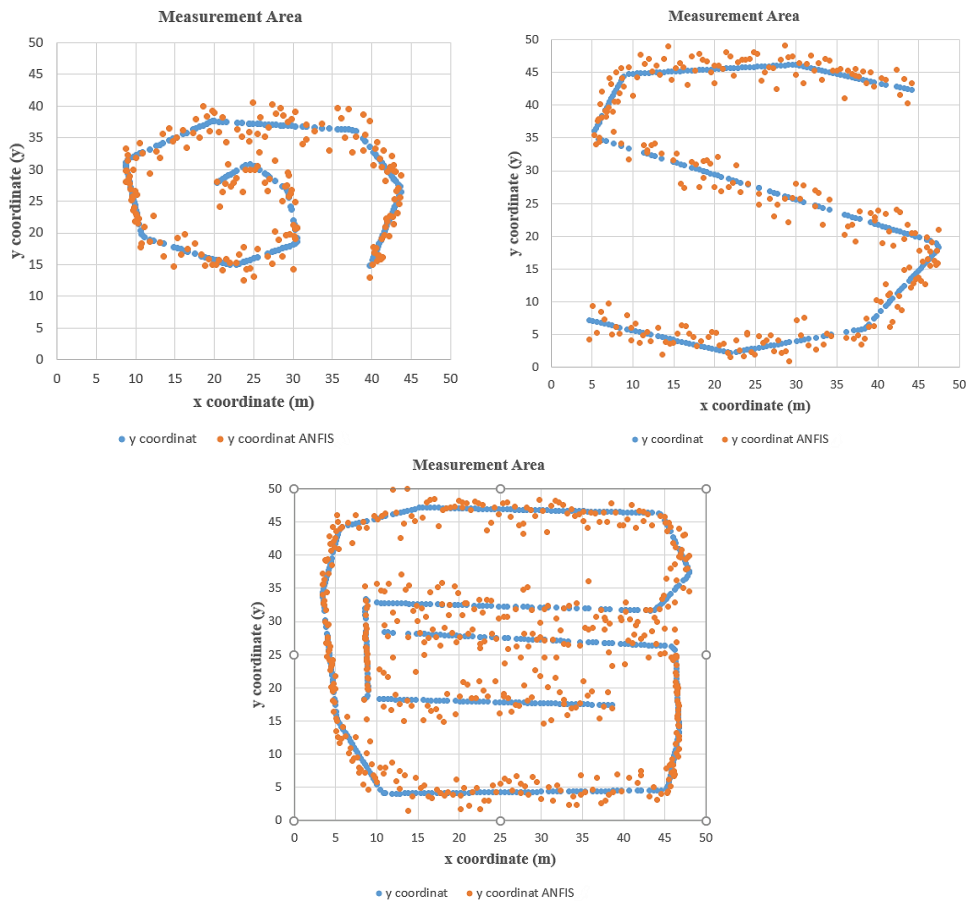 Measurement Area
50
45
40
35
30
25
20
15
10
5
0
y coordinate (y)
0 5 10 15 20 25 30 35 40 45 50
x coordinate (m)
y coordinat y coordinat ANFIS
Measurement Area
50
45
40
35
30
25
20
15
10
5
0
y coordinate (y)
0 5 10 15 20 25 30 35 40 45 50
x coordinate (m)
y coordinat y coordinat ANFIS
Measurement Area
50
45
40
35
30
25
20
15
10
5
0
y coordinate (y)
0 5 10 15 20 25 30 35 40 45 50
x coordinate (m)
y coordinat y coordinat ANFIS